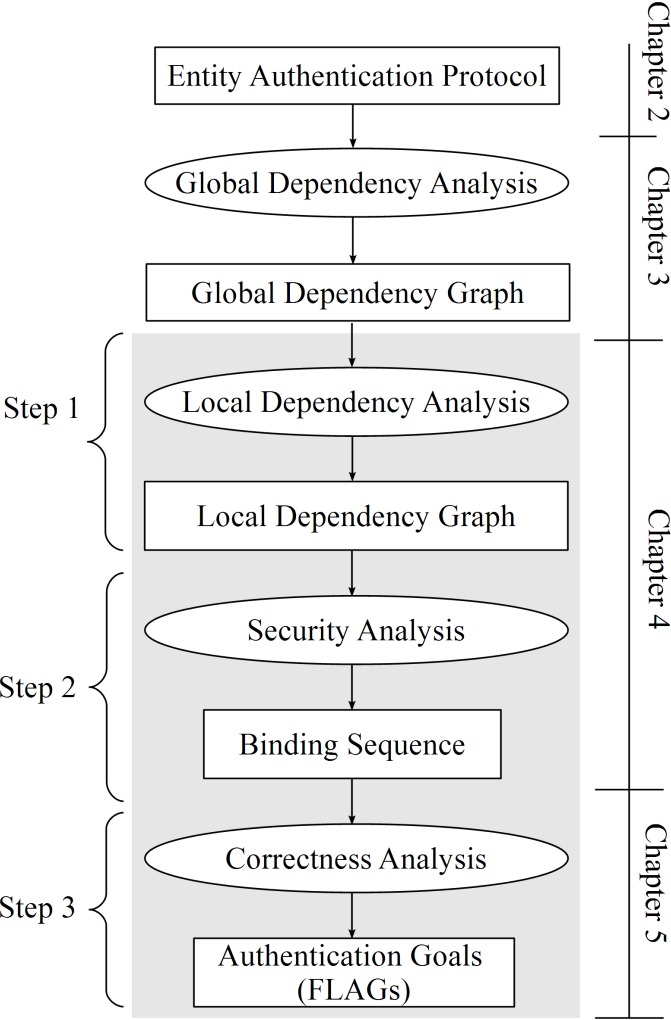 Chapter 2
Entity Authentication Protocol
Global Dependency Analysis
Chapter 3
Global Dependency Graph
Step 1
Local Dependency Analysis
Local Dependency Graph
Chapter 4
Security Analysis
Step 2
Binding Sequence
Correctness Analysis
Chapter 5
Step 3
Authentication Goals
(FLAGs)